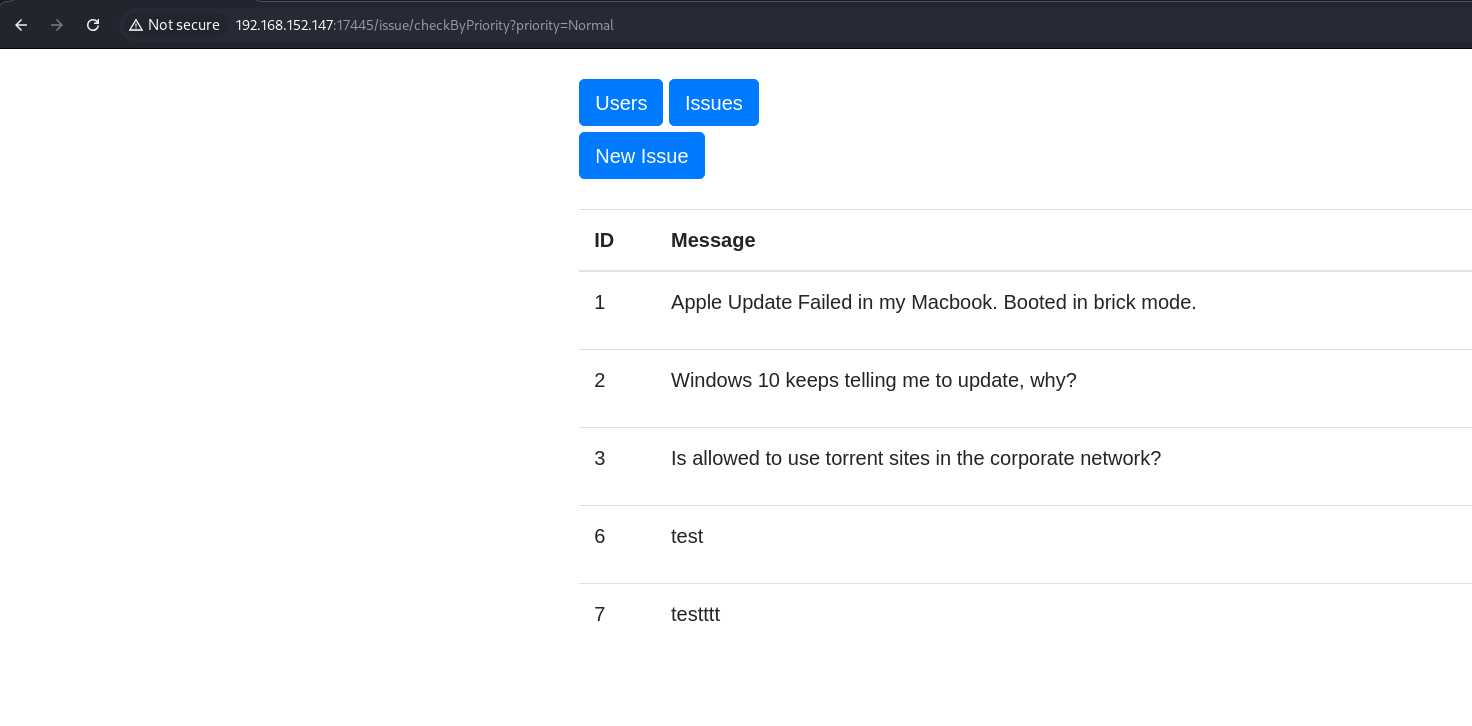 Not secure 192.168.152.147:17445/issue/checkByPriority?priority=Normal
Users Issues
New Issue
ID Message
1 Apple Update Failed in my Macbook. Booted in brick mode.
2 Windows 10 keeps telling me to update, why?
3 Is allowed to use torrent sites in the corporate network?
6 test
7 testttt